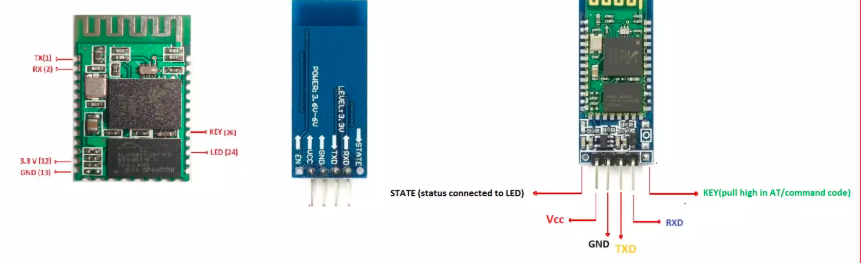 TX(1)
RX (2)
KEY (26)
LED (24)
3.3 V (12)
GND (13)
POWER:3.6V-6V
LEVEL:3.3V
EN
VCC
GND
TXD
RXD
STATE
STATE (status connected to LED)
KEY(pull high in AT/command code)
Vcc
RXD
GND
TXD